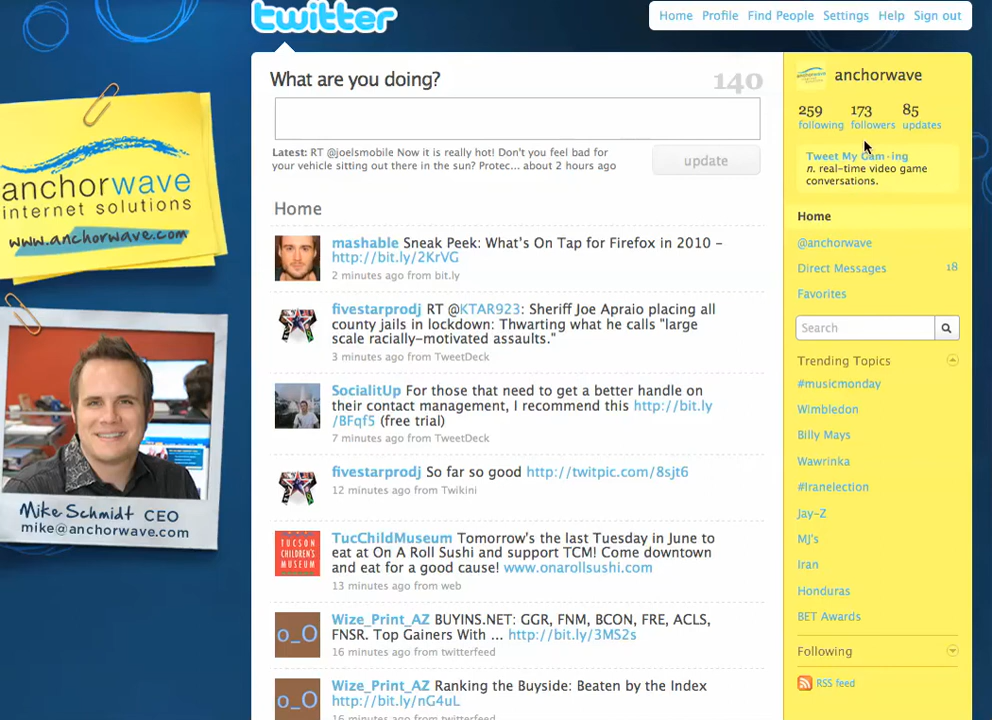 twitter
Home Profile Find People Settings Help Sign out
What are you doing? 140
Latest: RT @joelsmobile Now it is really hot! Don't you feel bad for
your vehicle sitting out there in the sun? Protec... about 2 hours ago
update
Home
mashable Sneak Peek: What's On Tap for Firefox in 2010 –
http://bit.ly/2KrVG
2 minutes ago from bit.ly
fivestarprodj RT @KTAR923: Sheriff Joe Apraio placing all
county jails in lockdown: Thwarting what he calls "large
scale racially-motivated assaults."
3 minutes ago from TweetDeck
SocialitUp For those that need to get a better handle on
their contact management, I recommend this http://bit.ly
/BFqf5 (free trial)
7 minutes ago from TweetDeck
fivestarprodj So far so good http://twitpic.com/8sjt6
12 minutes ago from Twikini
TUCSON
CHILDREN'S
MUSEUM
TucChildMuseum Tomorrow's the last Tuesday in June to
eat at On A Roll Sushi and support TCM! Come downtown
and eat for a good cause! www.onarollsushi.com
13 minutes ago from web
o_O
Wize_Print_AZ BUYINS.NET: GGR, FNM, BCON, FRE, ACLS,
FNSR. Top Gainers With ... http://bit.ly/3MS2s
16 minutes ago from twitterfeed
o_O
Wize_Print_AZ Ranking the Buyside: Beaten by the Index
http://bit.ly/nG4uL
16 minutes ago from twitterfeed
anchorwave
internet solutions
www.anchorwave.com
Mike Schmidt CEO
mike@anchorwave.com
anchorwave
259 173 85
following followers updates
Tweet My Gam·ing
n. real-time video game
conversations.
Home
@anchorwave
Direct Messages 18
Favorites
Search
Trending Topics
#musicmonday
Wimbledon
Billy Mays
Wawrinka
#Iranelection
Jay-Z
MJ's
Iran
Honduras
BET Awards
Following
RSS feed